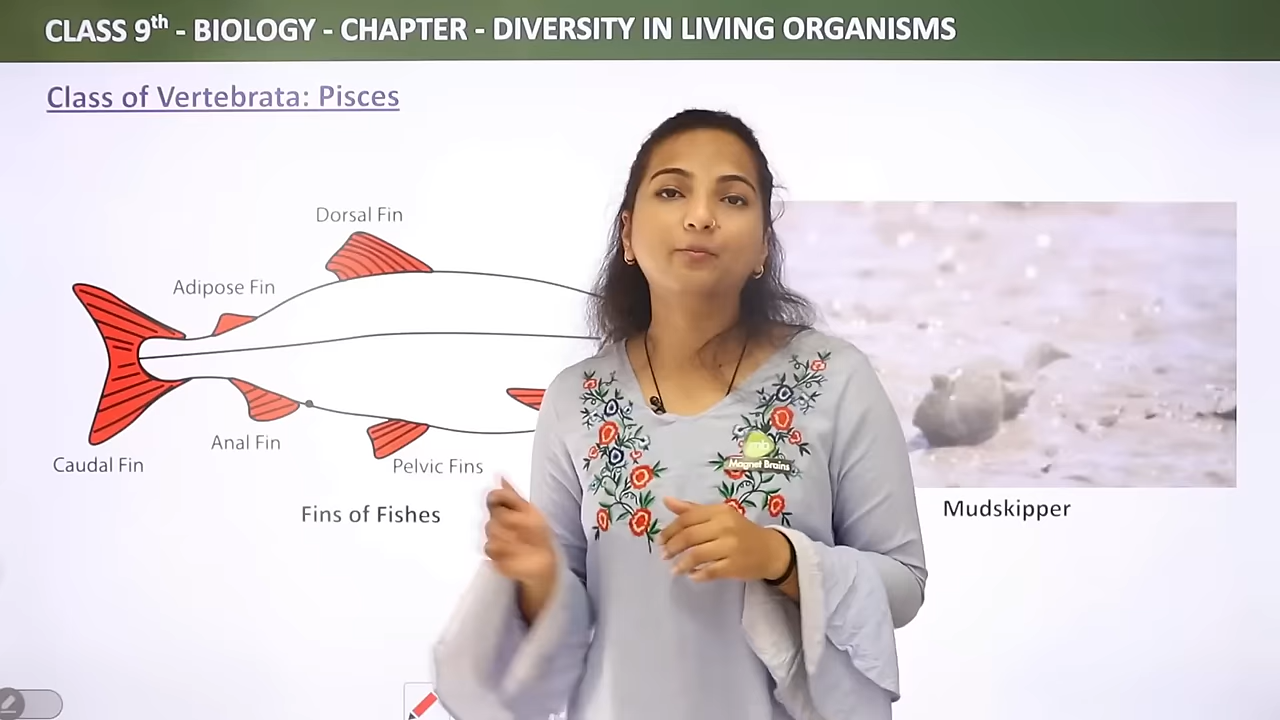 CLASS 9th - BIOLOGY - CHAPTER - DIVERSITY IN LIVING ORGANISMS
Class of Vertebrata: Pisces
Dorsal Fin
Adipose Fin
Anal Fin
Caudal Fin
Pelvic Fins
Fins of Fishes
mb
Magnet Brains
Mudskipper